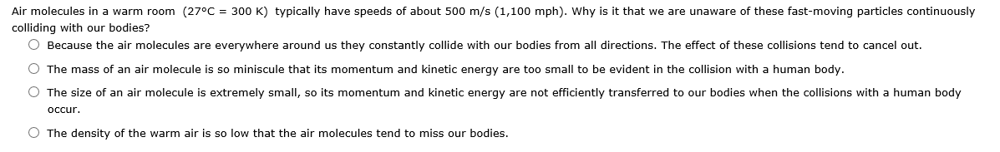 Air molecules in a warm room (27°C = 300 K) typically have speeds of about 500 m/s (1,100 mph). Why is it that we are unaware of these fast-moving particles continuously
colliding with our bodies?
Because the air molecules are everywhere around us they constantly collide with our bodies from all directions. The effect of these collisions tend to cancel out.
The mass of an air molecule is so miniscule that its momentum and kinetic energy are too small to be evident in the collision with a human body.
The size of an air molecule is extremely small, so its momentum and kinetic energy are not efficiently transferred to our bodies when the collisions with a human body
occur.
The density of the warm air is so low that the air molecules tend to miss our bodies.